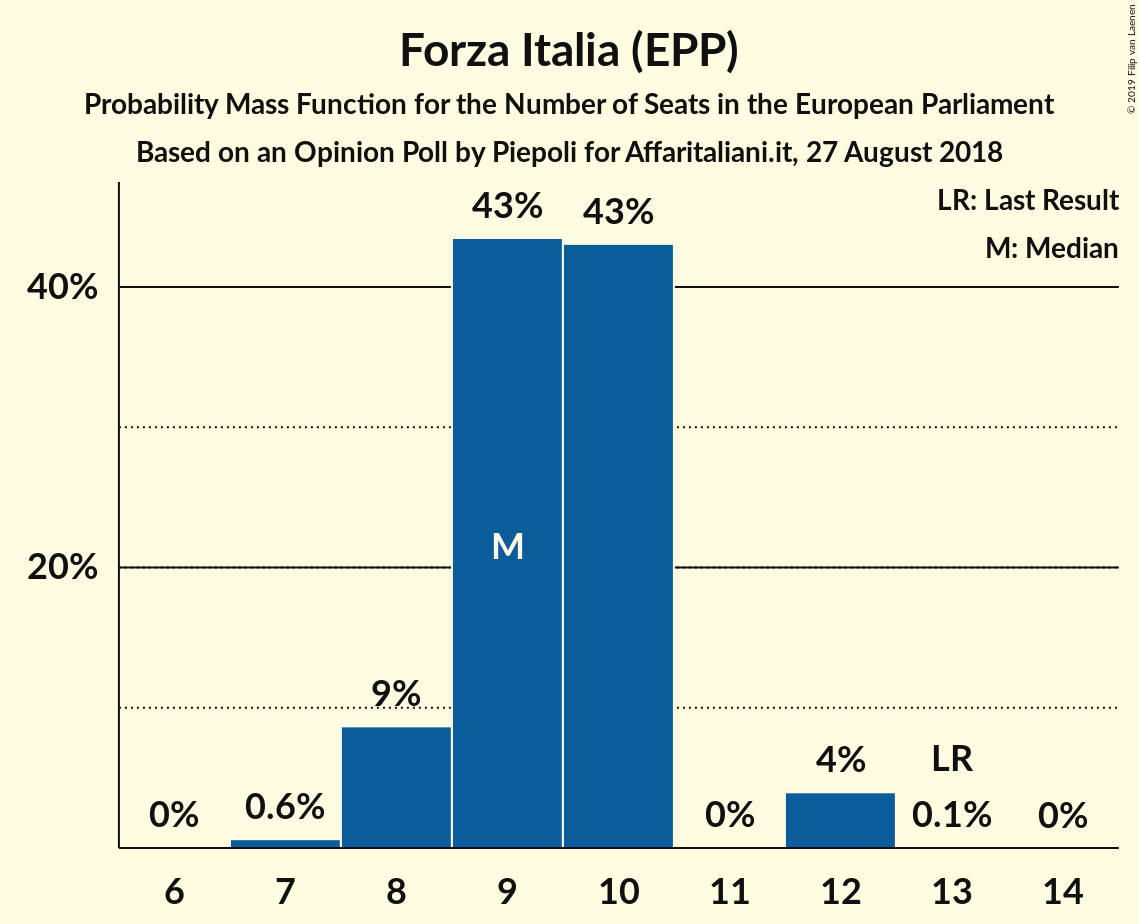 Forza Italia (EPP)
Probability Mass Function for the Number of Seats in the European Parliament
Based on an Opinion Poll by Piepoli for Affaritaliani.it, 27 August 2018
© 2019 Filip van Laenen
LR: Last Result
M: Median
43%
43%
40%
M
20%
9%
4%
LR
0%
0.6%
0%
0.1%
0%
6 7 8 9 10 11 12 13 14